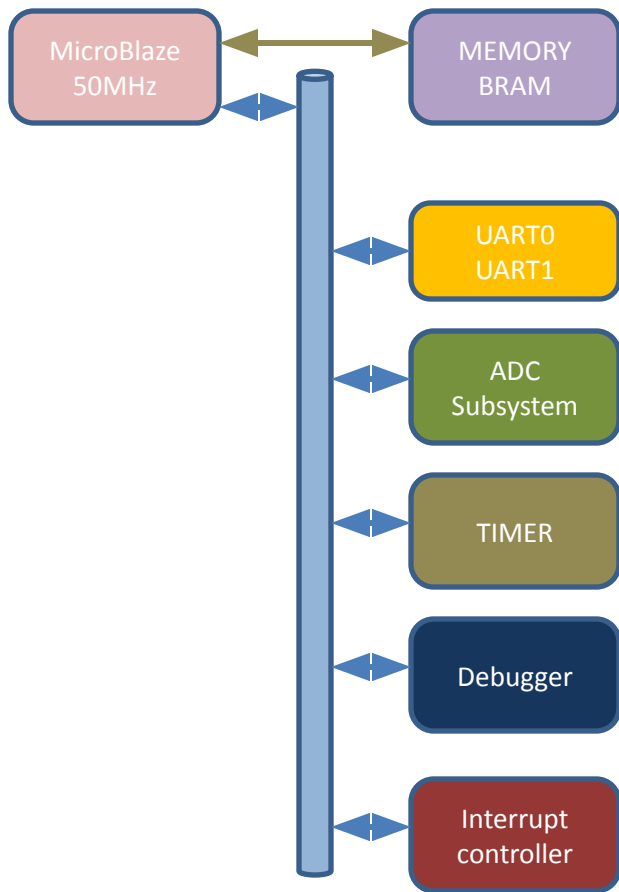 MicroBlaze
50MHz
MEMORY
BRAM
UART0
UART1
ADC
Subsystem
TIMER
Debugger
Interrupt
controller